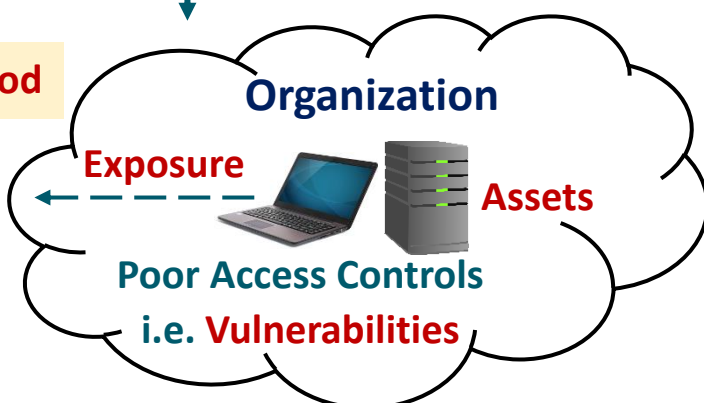 od
Organization
Exposure
Assets
Poor Access Controls
i.e. Vulnerabilities